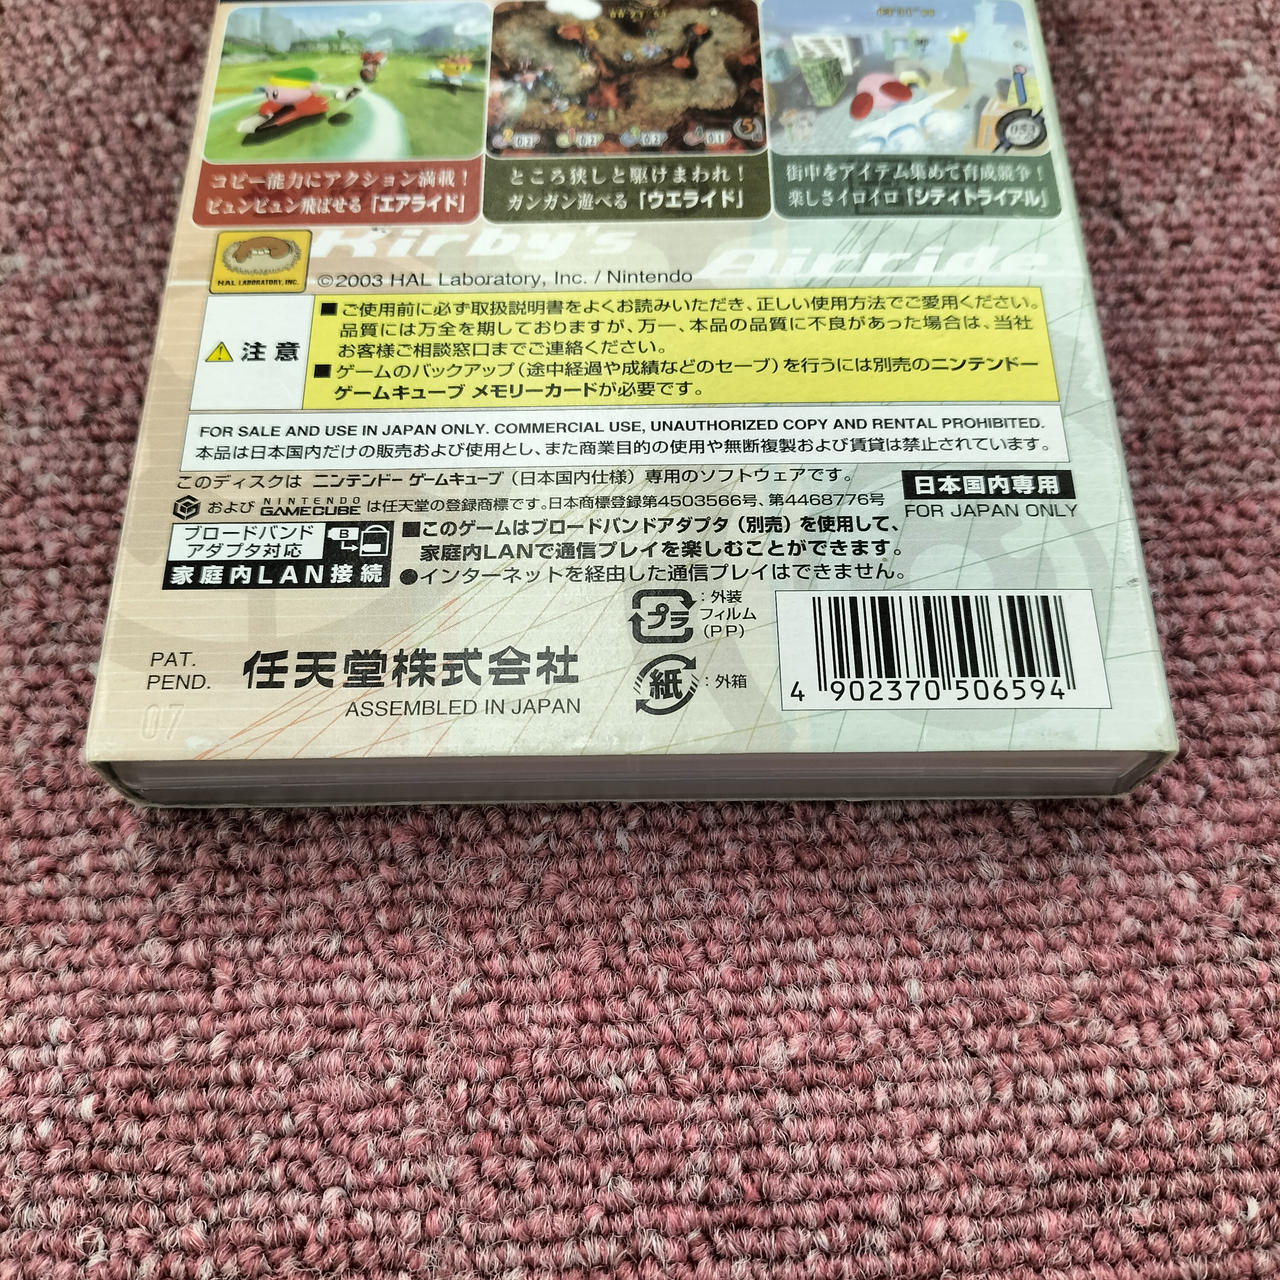 コピー能力にアクション満載！
ビュンビュン飛ばせる「エアライド」
ところ狭しと駆けまわれ！
ガンガン遊べる「ウエライド」
街中をアイテム集めて育成競争！
楽しさイロイロ「シティトライアル」
Kirby's
Airride
HAL LABORATORY, INC.
©2003 HAL Laboratory, Inc. / Nintendo
注意
■ご使用前に必ず取扱説明書をよくお読みいただき、正しい使用方法でご愛用ください。
品質には万全を期しておりますが、万一、本品の品質に不良があった場合は、当社
お客様ご相談窓口までご連絡ください。
■ゲームのバックアップ（途中経過や成績などのセーブ）を行うには別売のニンテンドー
ゲームキューブ メモリーカードが必要です。
FOR SALE AND USE IN JAPAN ONLY. COMMERCIAL USE, UNAUTHORIZED COPY AND RENTAL PROHIBITED.
本品は日本国内だけの販売および使用とし、また商業目的の使用や無断複製および賃貸は禁止されています。
このディスクは ニンテンドー ゲームキューブ（日本国内仕様）専用のソフトウェアです。
および NINTENDO GAMECUBE は任天堂の登録商標です。日本商標登録第4503566号、第4468776号
日本国内専用
FOR JAPAN ONLY
ブロードバンド
アダプタ対応
B
家庭内LAN接続
■このゲームはブロードバンドアダプタ（別売）を使用して、
家庭内LANで通信プレイを楽しむことができます。
●インターネットを経由した通信プレイはできません。
プラ
：外装
フィルム
（PP）
紙
：外箱
PAT.
PEND.
07
任天堂株式会社
ASSEMBLED IN JAPAN
4 902370 506594